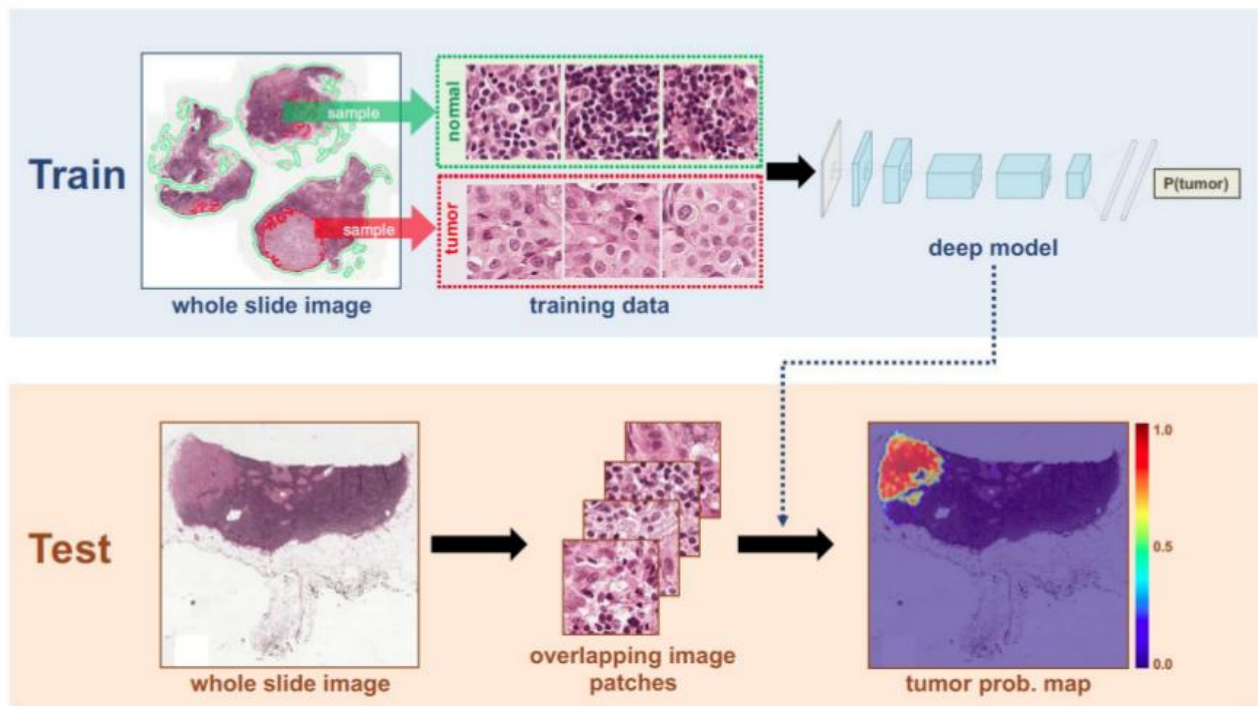 Train
sample
sample
normal
tumor
P(tumor)
deep model
whole slide image
training data
Test
1.0
0.5
0.0
overlapping image
patches
whole slide image
tumor prob. map